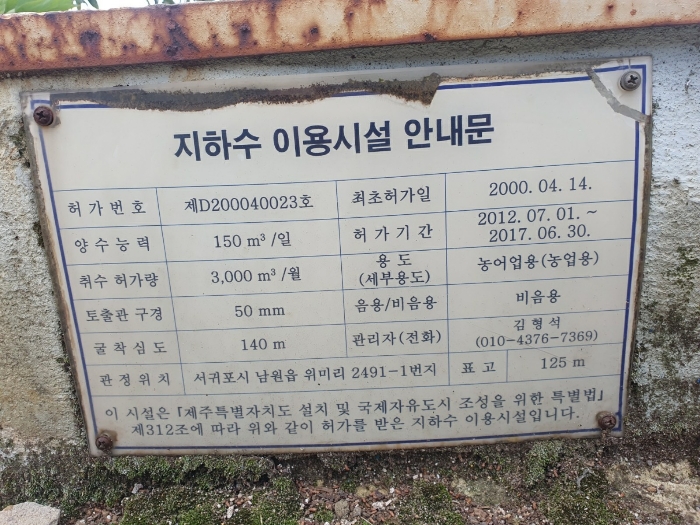 지하수 이용시설 안내문
허가번호 제D200040023호 최초허가일 2000. 04. 14.
양수능력 150 m³ /일 허가기간 2012. 07. 01. ~
2017. 06. 30.
취수 허가량 3,000 m³ /월 용도
(세부용도) 농어업용(농업용)
토출관 구경 50 mm 음용/비음용 비음용
굴착심도 140 m 관리자(전화) 김형석
(010-4376-7369)
관정위치 서귀포시 남원읍 위미리 2491-1번지 표고 125 m
이 시설은 「제주특별자치도 설치 및 국제자유도시 조성을 위한 특별법」
제312조에 따라 위와 같이 허가를 받은 지하수 이용시설입니다.